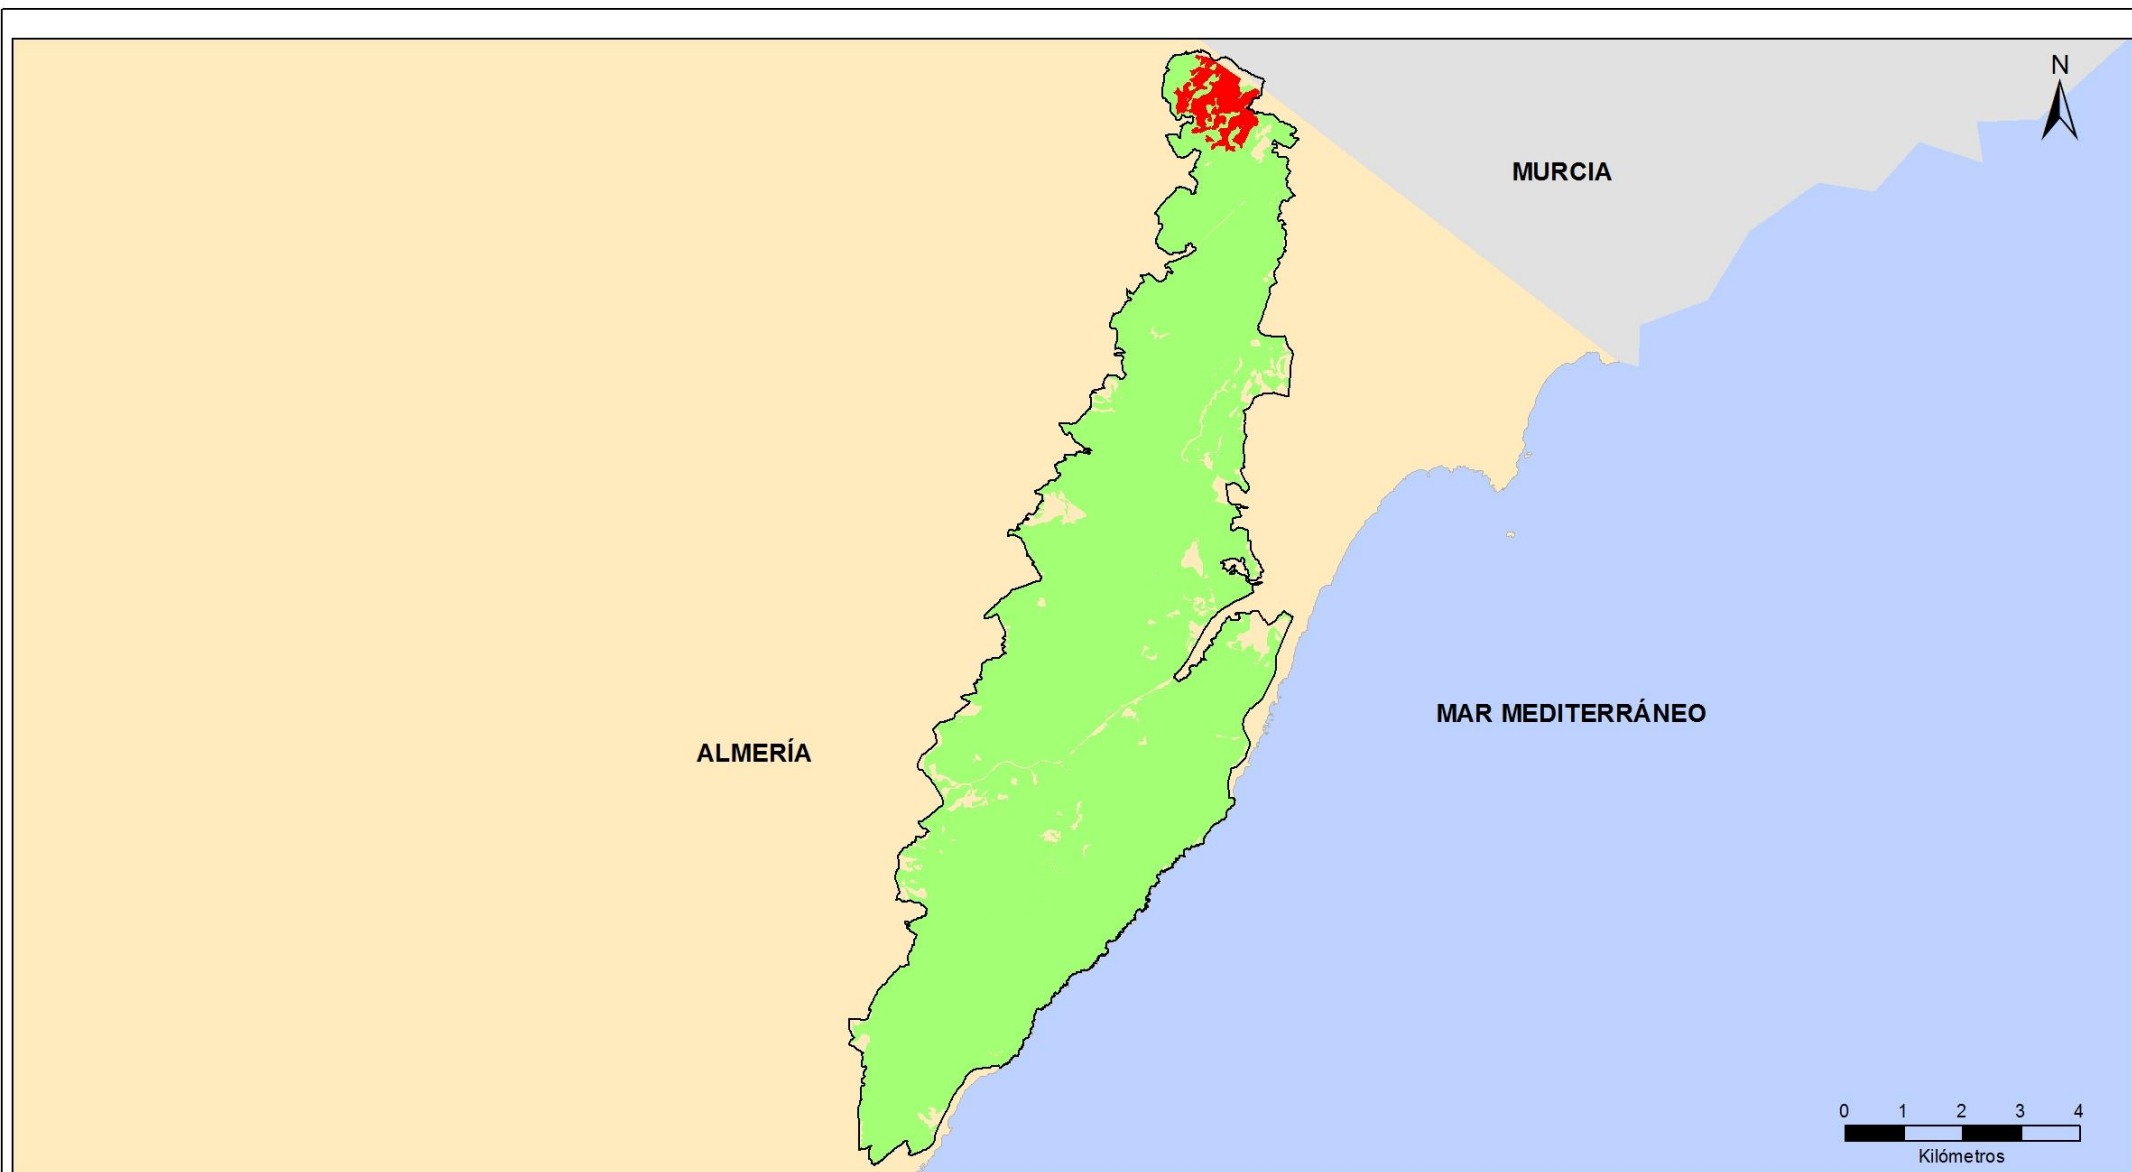 N
MURCIA
MAR MEDITERRÁNEO
ALMERÍA
0 1 2 3 4
Kilómetros